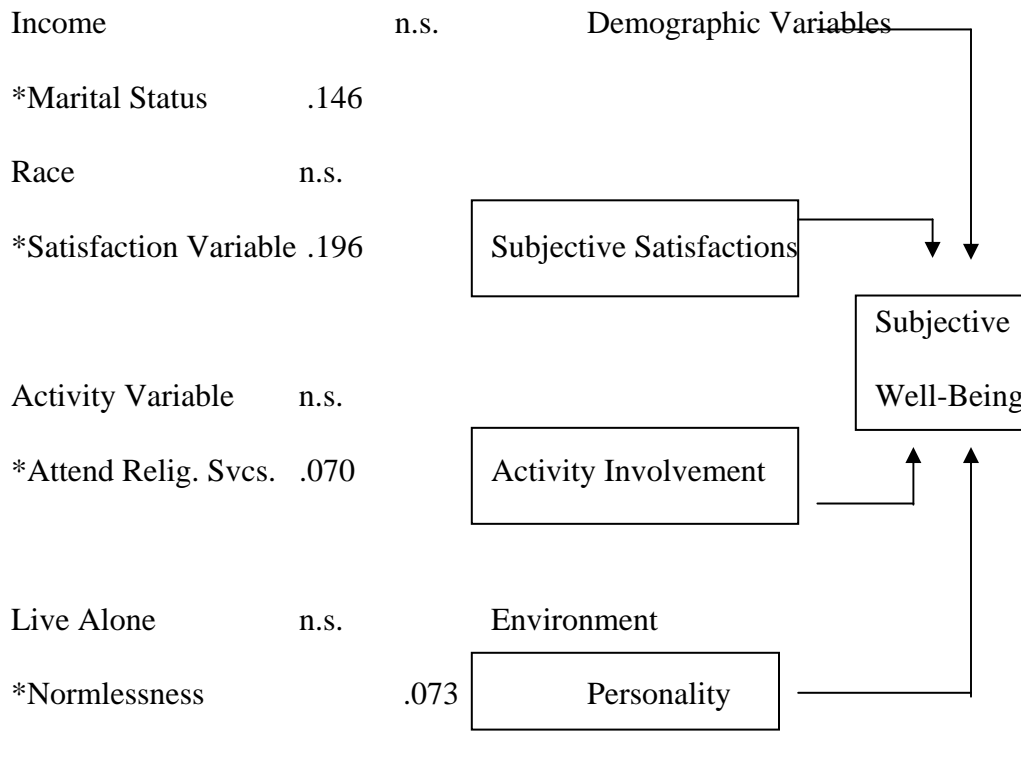 Income n.s. Demographic Variables
*Marital Status .146
Race n.s.
*Satisfaction Variable .196 Subjective Satisfactions
Subjective
Activity Variable n.s. Well-Being
*Attend Relig. Svcs. .070 Activity Involvement
Live Alone n.s. Environment
*Normlessness .073 Personality